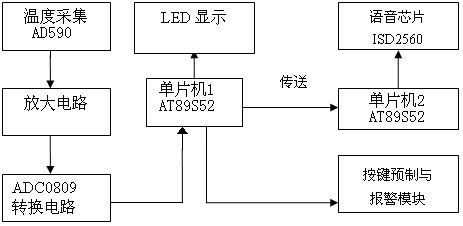 温度采集
AD590
放大电路
ADC0809
转换电路
LED 显示
单片机1
AT89S52
传送
语音芯片
ISD2560
单片机2
AT89S52
按键预制与
报警模块